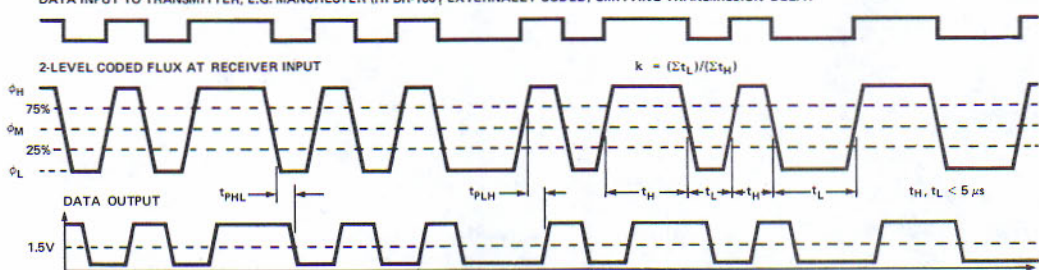 2-LEVEL CODED FLUX AT RECEIVER INPUT
k = (Σt_L)/(Σt_H)
ϕ_H
75%
ϕ_M
25%
ϕ_L
t_PHL
t_PLH
t_H
t_L
t_H
t_L
t_H, t_L < 5 μs
DATA OUTPUT
1.5V